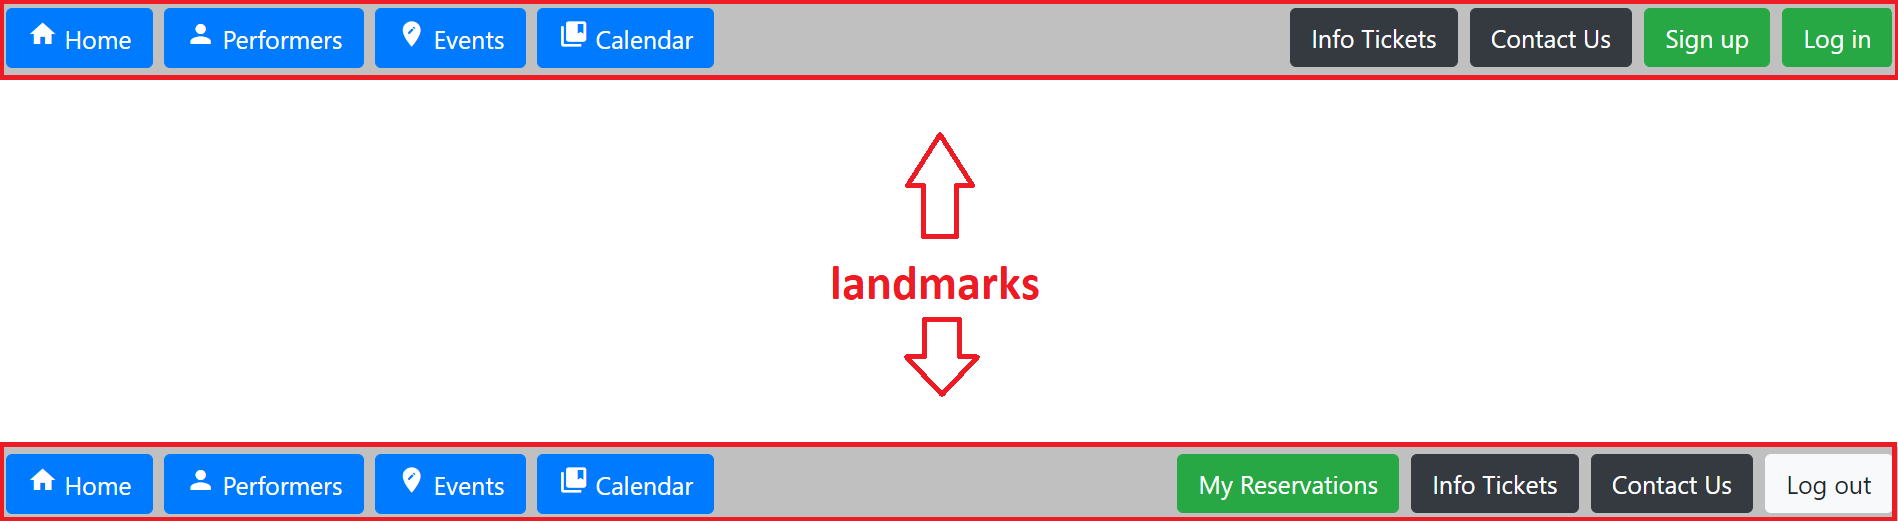 Home Performers Events Calendar Info Tickets Contact Us Sign up Log in
landmarks
Home Performers Events Calendar My Reservations Info Tickets Contact Us Log out